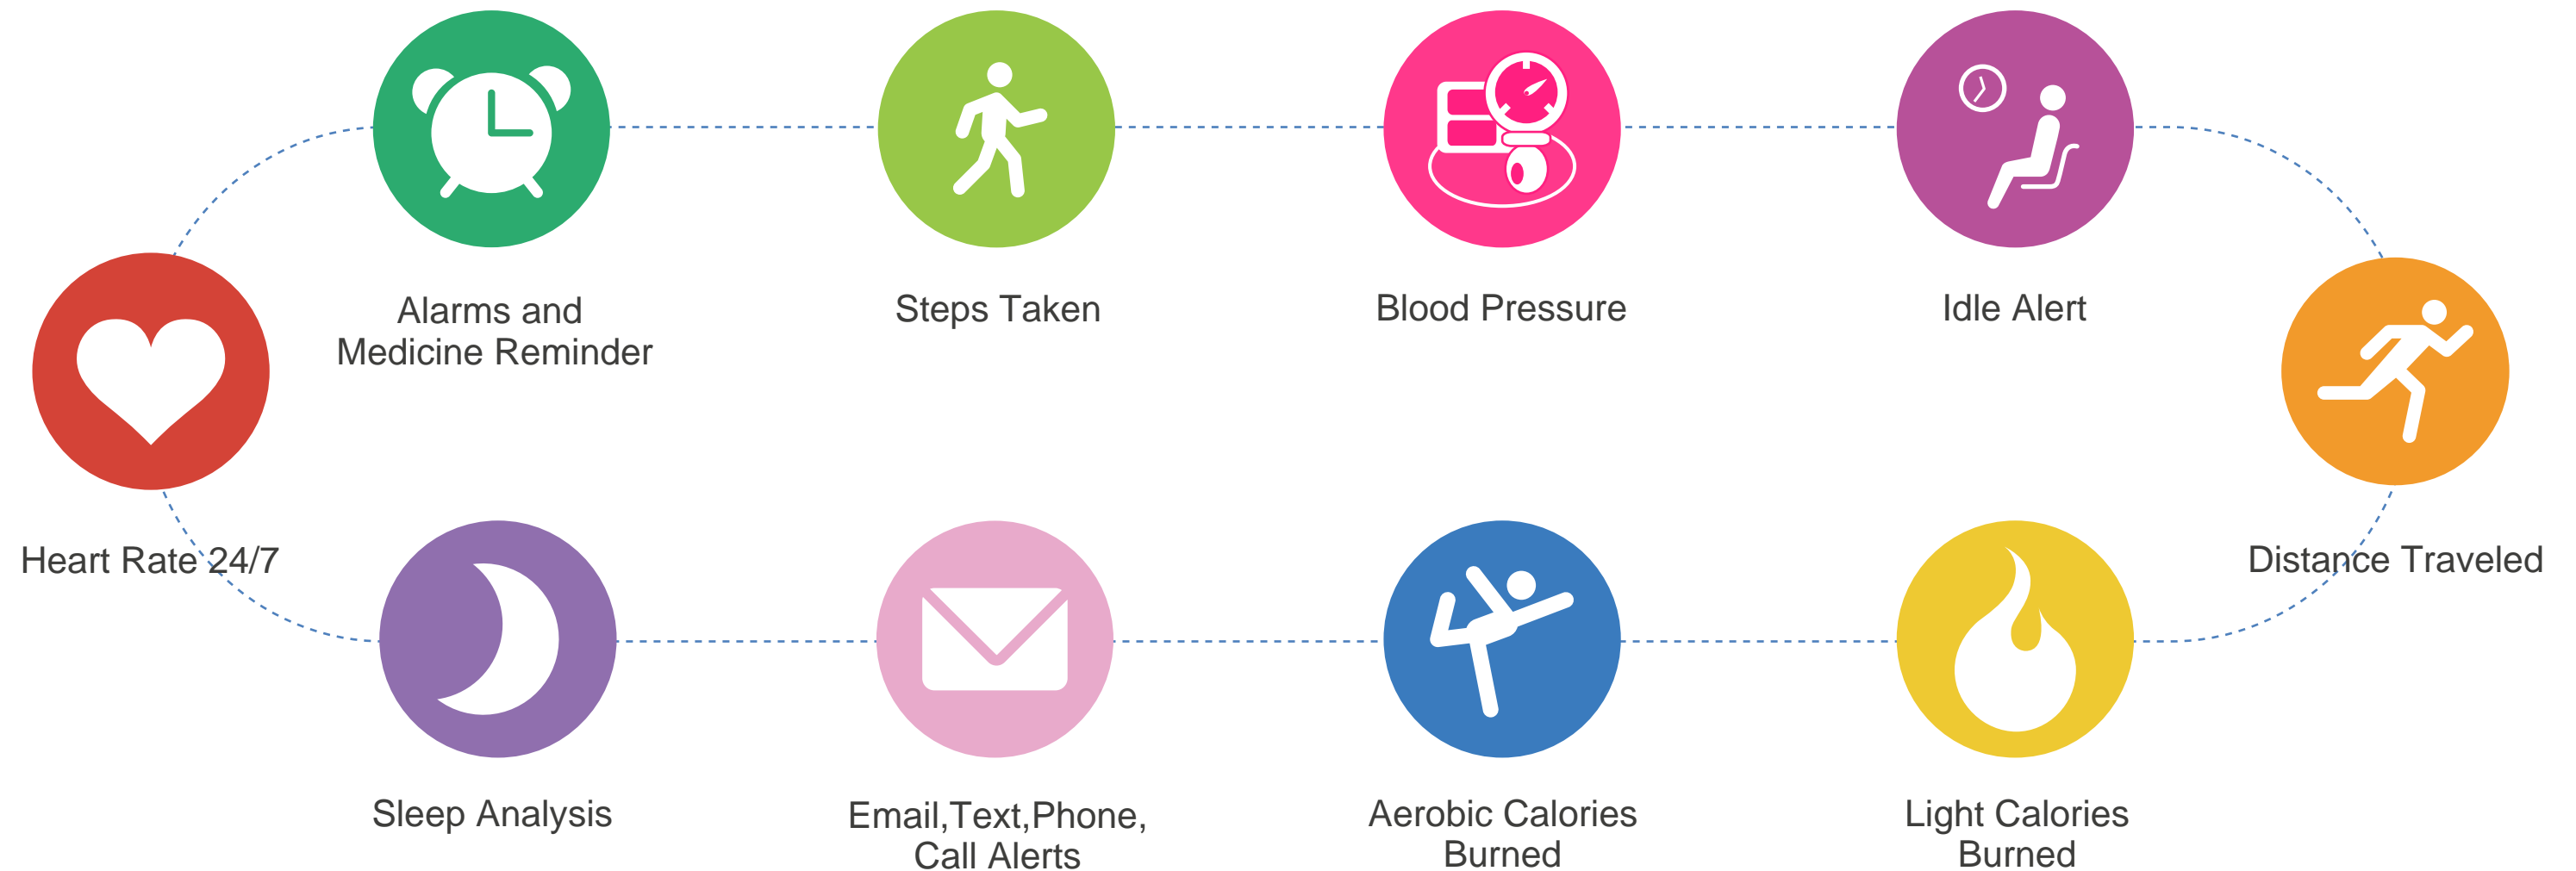 Alarms and
Medicine Reminder
Steps Taken
Blood Pressure
Idle Alert
Heart Rate 24/7
Distance Traveled
Sleep Analysis
Email,Text,Phone,
Call Alerts
Aerobic Calories
Burned
Light Calories
Burned